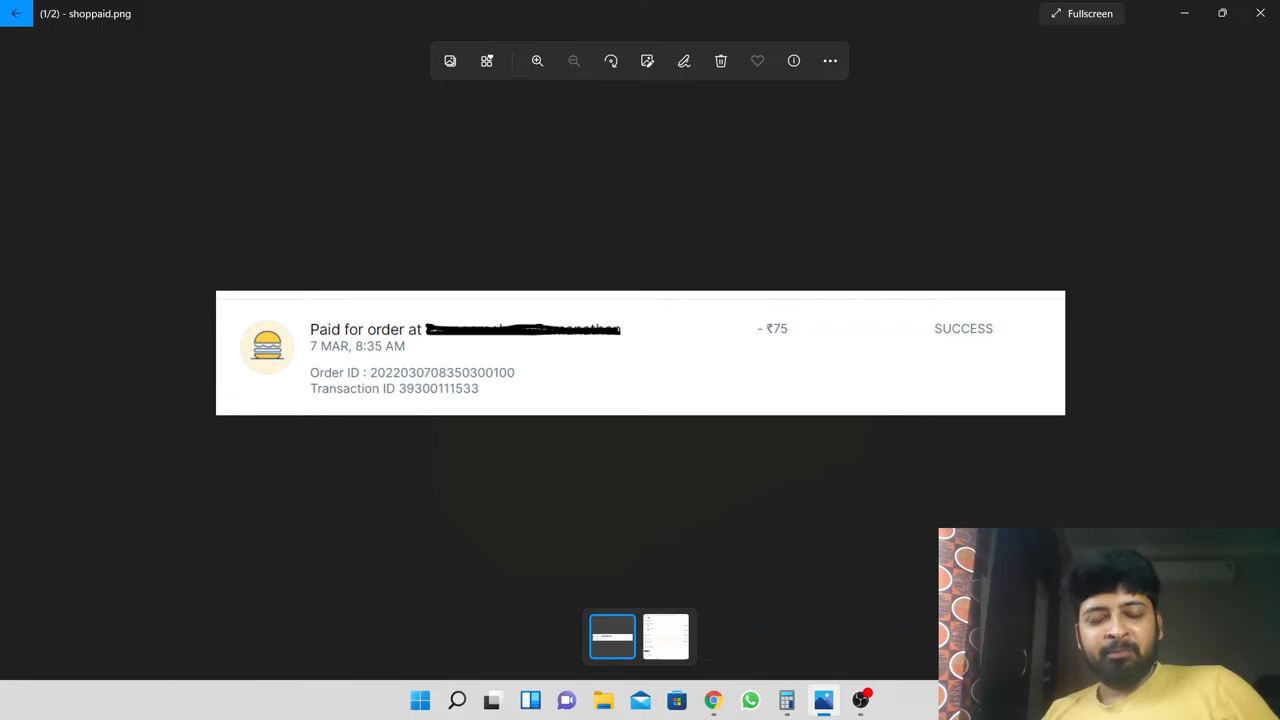 (1/2) - shoppaid.png
Fullscreen
Paid for order at
- ₹75
SUCCESS
7 MAR, 8:35 AM
Order ID : 2022030708350300100
Transaction ID 39300111533